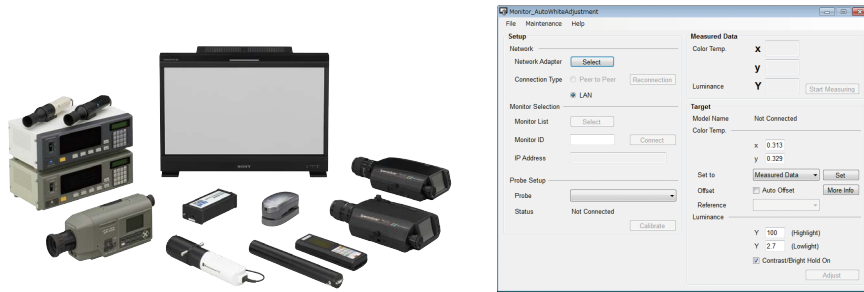 SONY
Monitor_AutoWhiteAdjustment
File Maintenance Help
Setup
Network
Network Adapter Select
Connection Type Peer to Peer Reconnection
LAN
Monitor Selection
Monitor List Select
Monitor ID Connect
IP Address
Probe Setup
Probe
Status Not Connected
Calibrate
Measured Data
Color Temp. x
y
Luminance Y Start Measuring
Target
Model Name Not Connected
Color Temp.
x 0.313
y 0.329
Set to Measured Data Set
Offset Auto Offset More Info
Reference
Luminance
Y 100 (Highlight)
Y 2.7 (Lowlight)
Contrast/Bright Hold On
Adjust